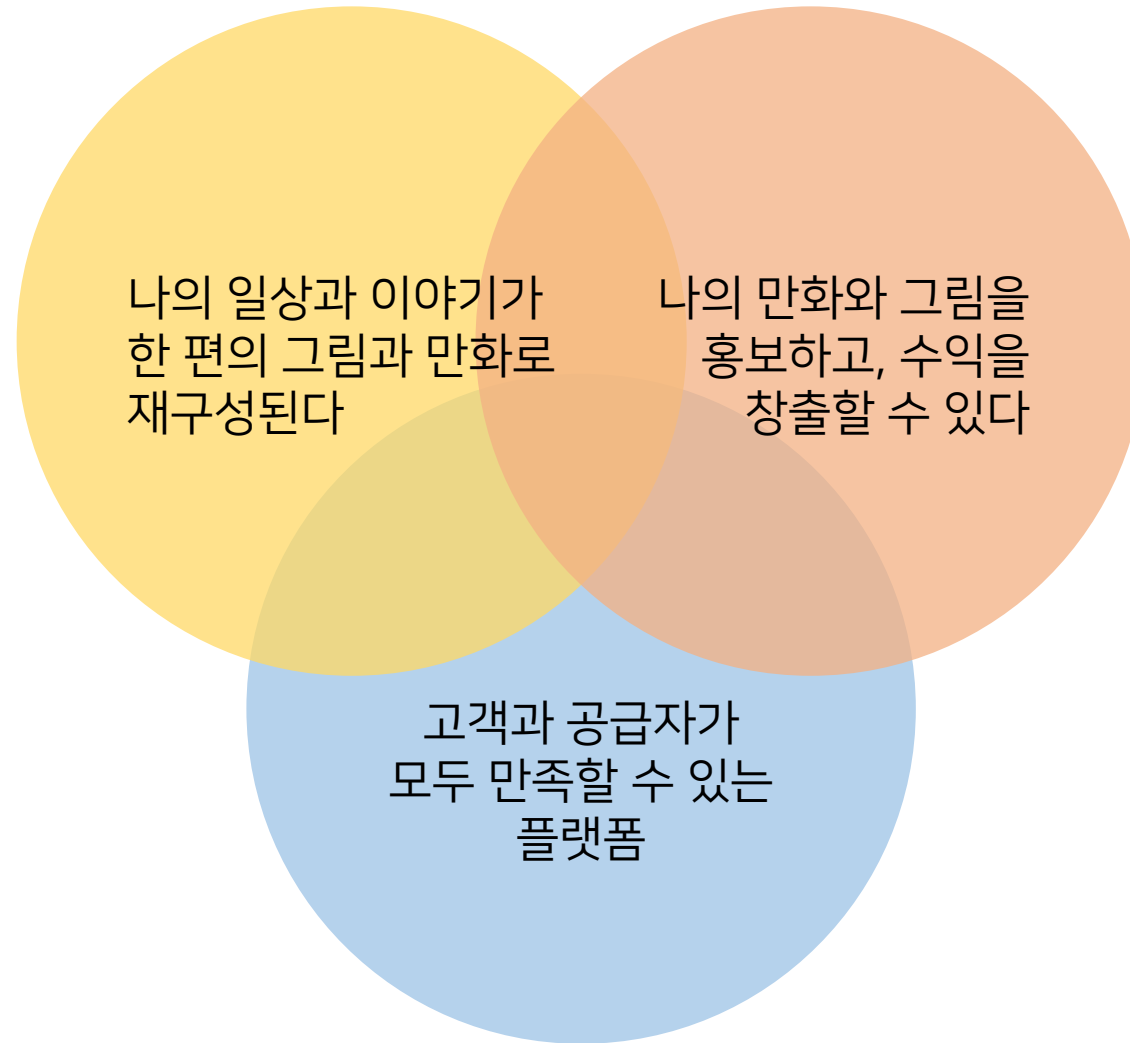 나의 일상과 이야기가
한 편의 그림과 만화로
재구성된다
나의 만화와 그림을
홍보하고, 수익을
창출할 수 있다
고객과 공급자가
모두 만족할 수 있는
플랫폼